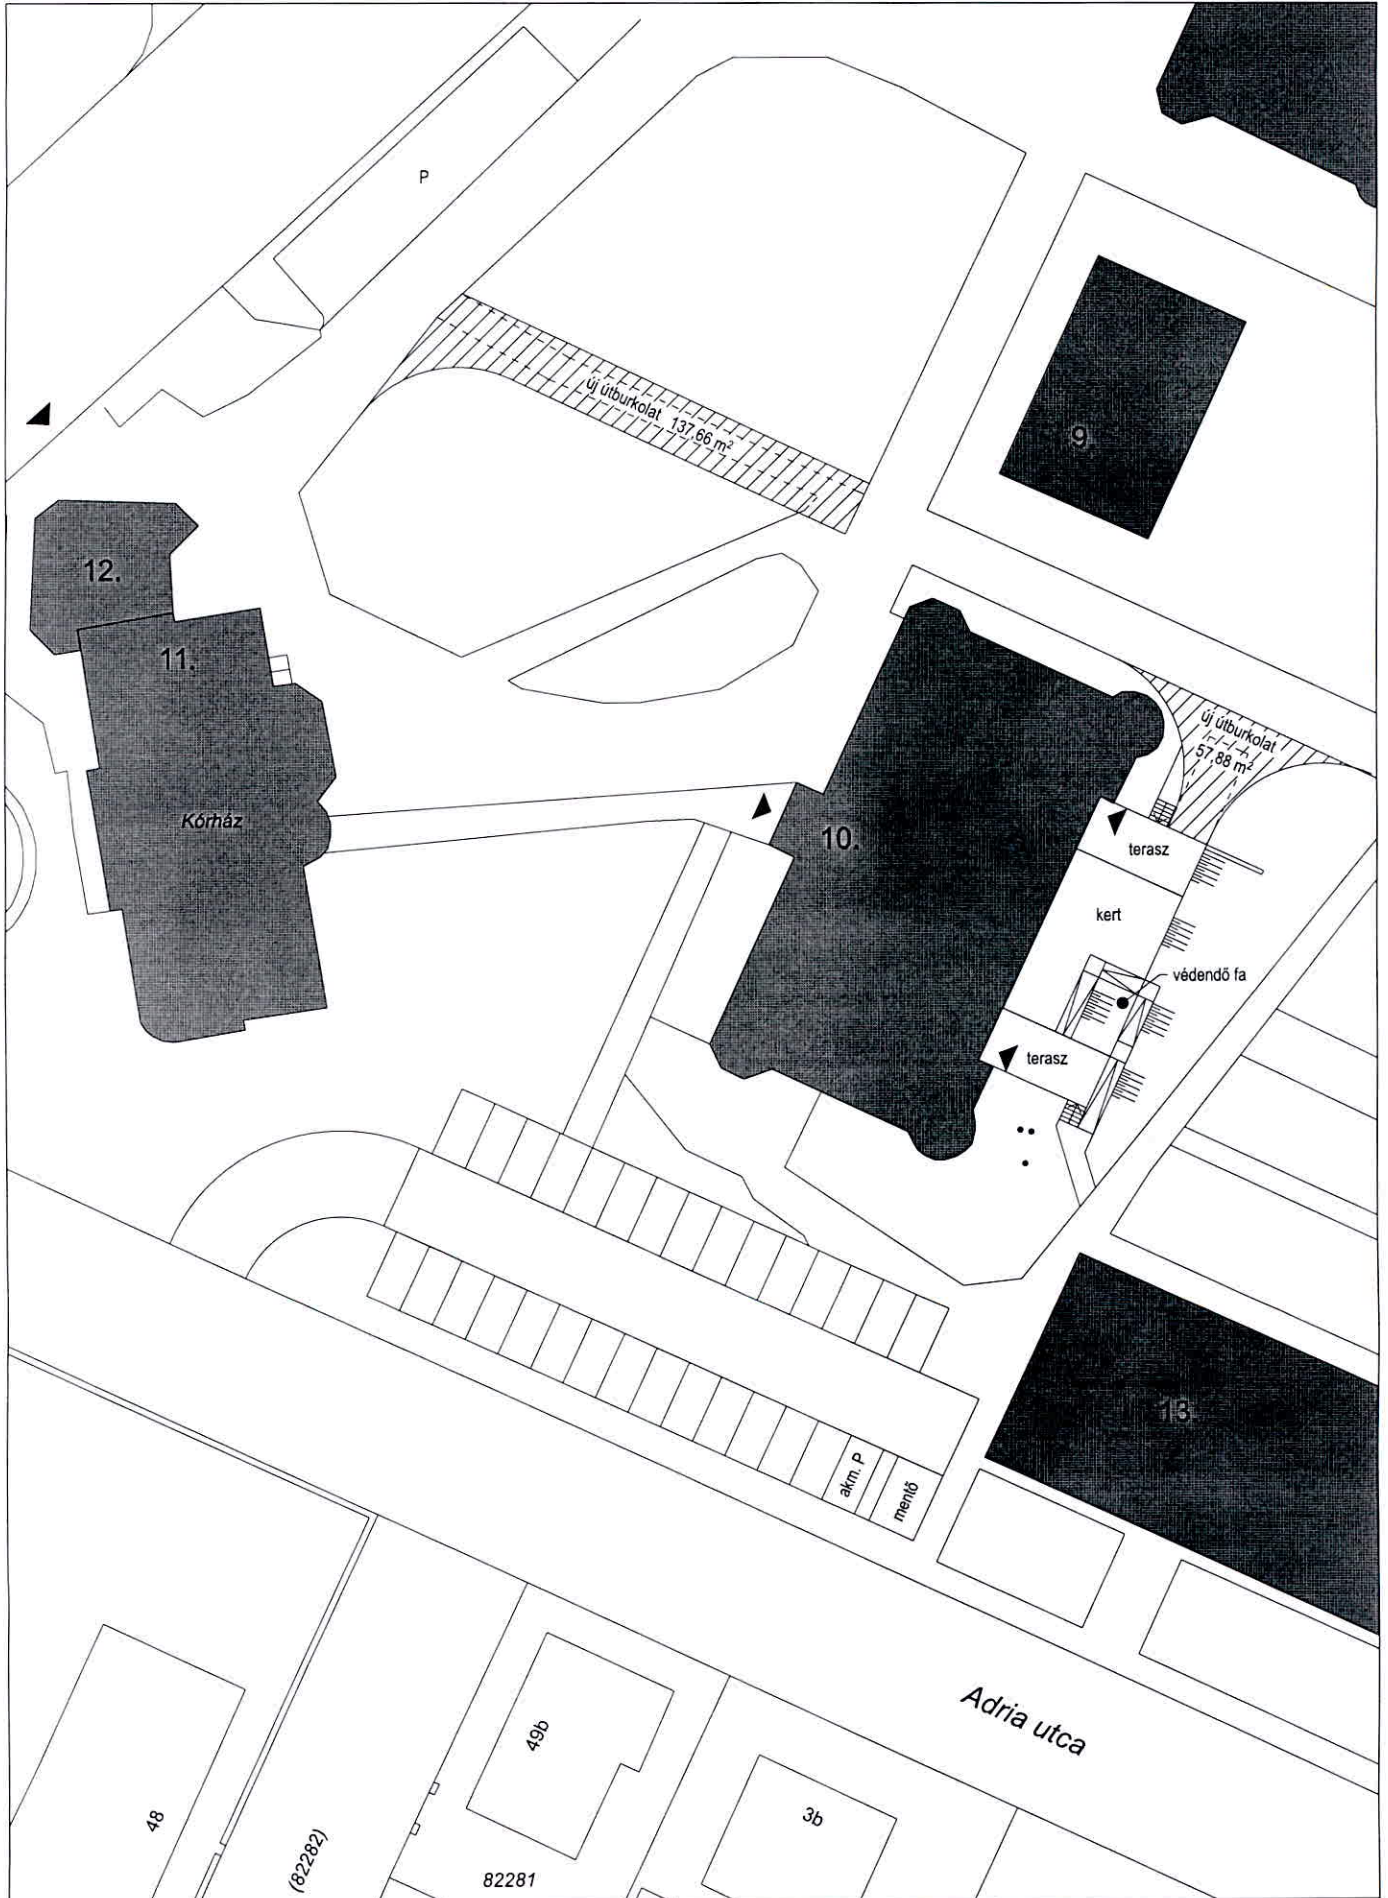 P
új útburkolat 137,66 m²
9.
12.
11.
új útburkolat
57,88 m²
Kórház
10.
terasz
kert
védendő fa
terasz
13.
akm. P
mentő
Adria utca
49b
3b
48
(82282)
82281